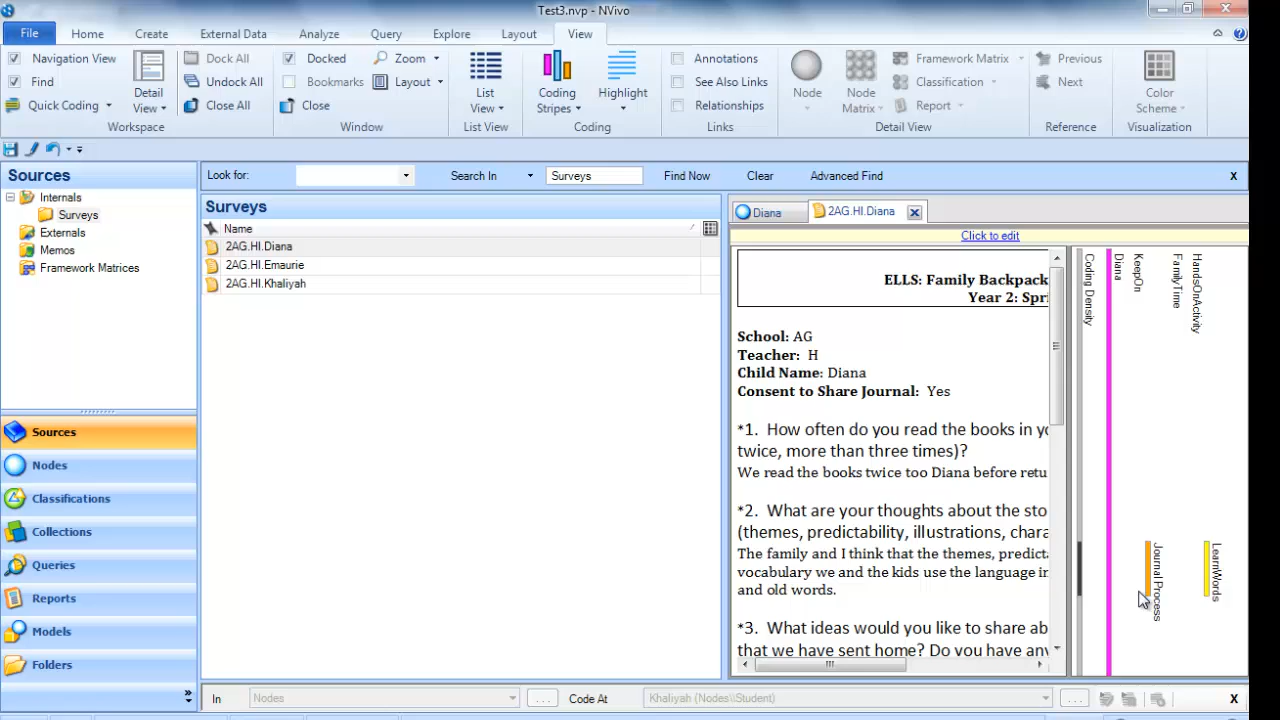 Test3.nvp - NVivo
File Home Create External Data Analyze Query Explore Layout View
Navigation View
Find
Quick Coding
Detail View
Dock All
Undock All
Close All
Workspace
Docked
Bookmarks
Close
Zoom
Layout
Window
List View
List View
Coding Stripes
Highlight
Coding
Annotations
See Also Links
Relationships
Links
Node
Node Matrix
Framework Matrix
Classification
Report
Detail View
Previous
Next
Reference
Color Scheme
Visualization
Sources
Internals
Surveys
Externals
Memos
Framework Matrices
Sources
Nodes
Classifications
Collections
Queries
Reports
Models
Folders
Look for: Search In Surveys Find Now Clear Advanced Find x
Surveys
Name
2AG.HI.Diana
2AG.HI.Emaurie
2AG.HI.Khaliyah
Diana 2AG.HI.Diana
Click to edit
ELLS: Family Backpack
Year 2: Spri
School: AG
Teacher: H
Child Name: Diana
Consent to Share Journal: Yes
*1. How often do you read the books in yo
twice, more than three times)?
We read the books twice too Diana before retu
*2. What are your thoughts about the sto
(themes, predictability, illustrations, chara
The family and I think that the themes, predict
vocabulary we and the kids use the language in
and old words.
*3. What ideas would you like to share ab
that we have sent home? Do you have any
Coding Density
Diana
KeepOn
FamilyTime
HandsOnActivity
Journal Process
LearnWords
In Nodes ... Code At Khaliyah (Nodes\\Student) ... x